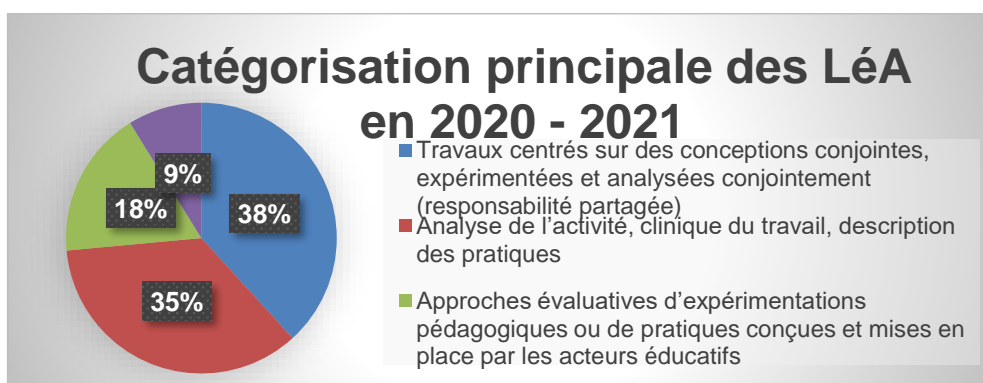 Catégorisation principale des LéA
en 2020 - 2021
Travaux centrés sur des conceptions conjointes,
expérimentées et analysées conjointement
(responsabilité partagée)
Analyse de l’activité, clinique du travail, description
des pratiques
Approches évaluatives d’expérimentations
pédagogiques ou de pratiques conçues et mises en
place par les acteurs éducatifs
9%
18%
38%
35%